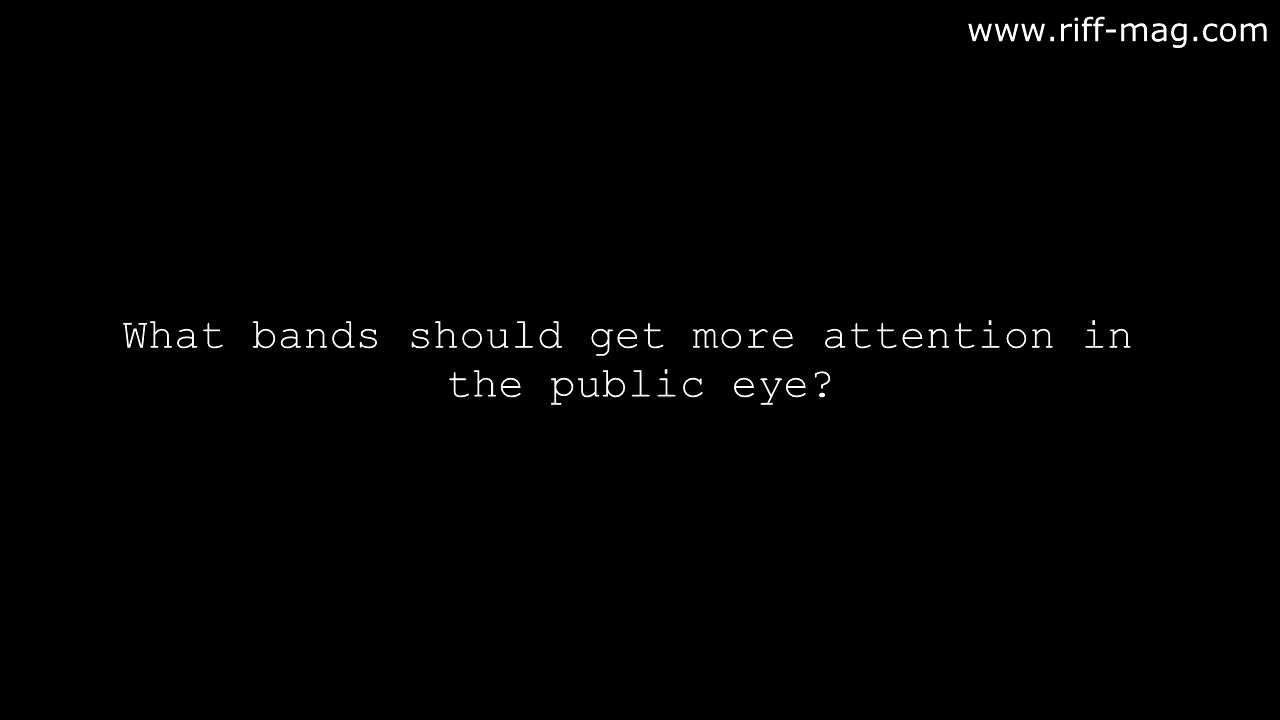 www.riff-mag.com
What bands should get more attention in
the public eye?